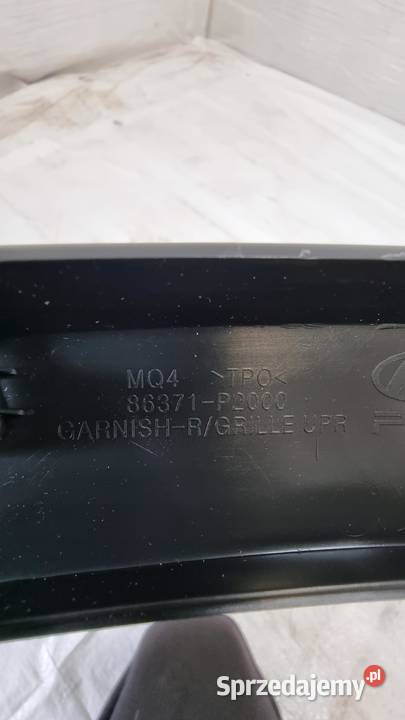 MQ4 >TPO<
86371-P2000
GARNISH-R/GRILLE UPR
Sprzedajemy.pl